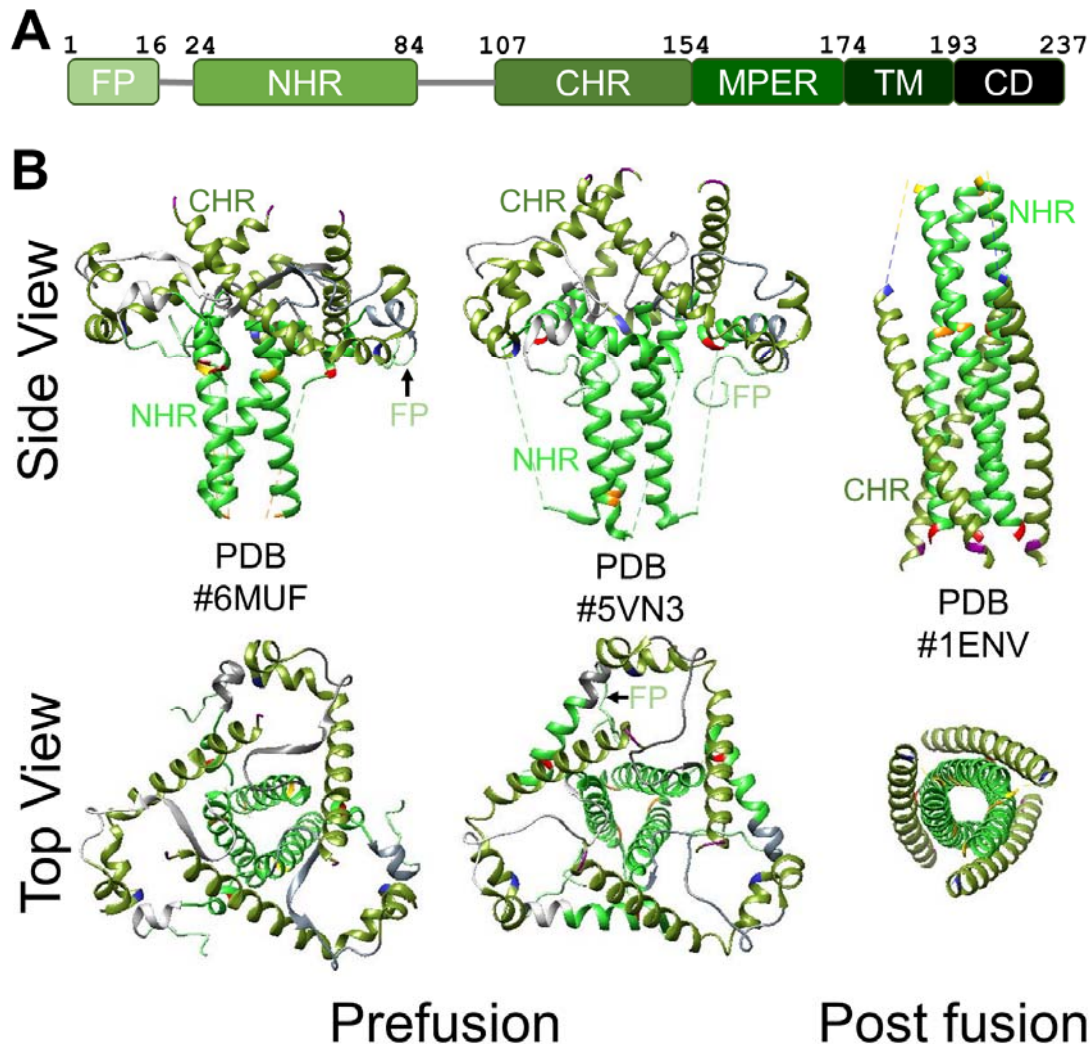 A
1 16 24 84 107 154 174 193 237
FP NHR CHR MPER TM CD
B
Side View
CHR
NHR
FP
PDB
#6MUF
CHR
NHR
FP
PDB
#5VN3
NHR
CHR
PDB
#1ENV
Top View
FP
Prefusion
Post fusion